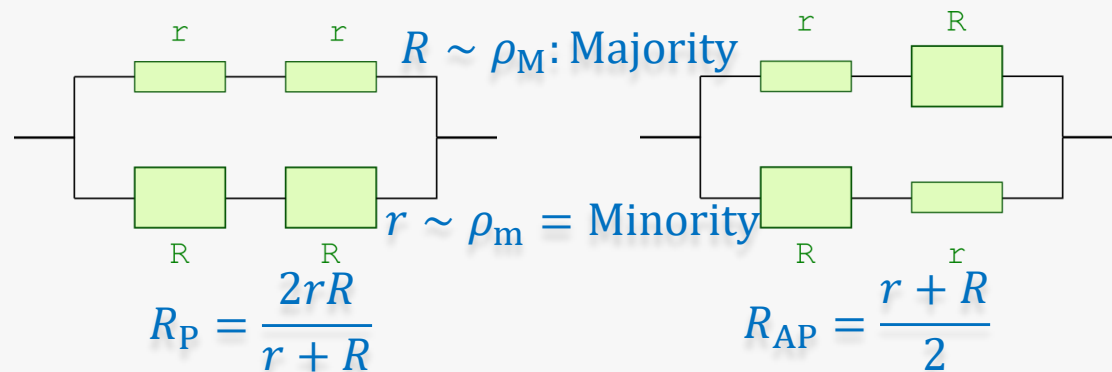 r r
R ~ ρ_M: Majority
r R
R R
r ~ ρ_m = Minority
R r
R_P = 2rR / (r + R)
R_AP = (r + R) / 2